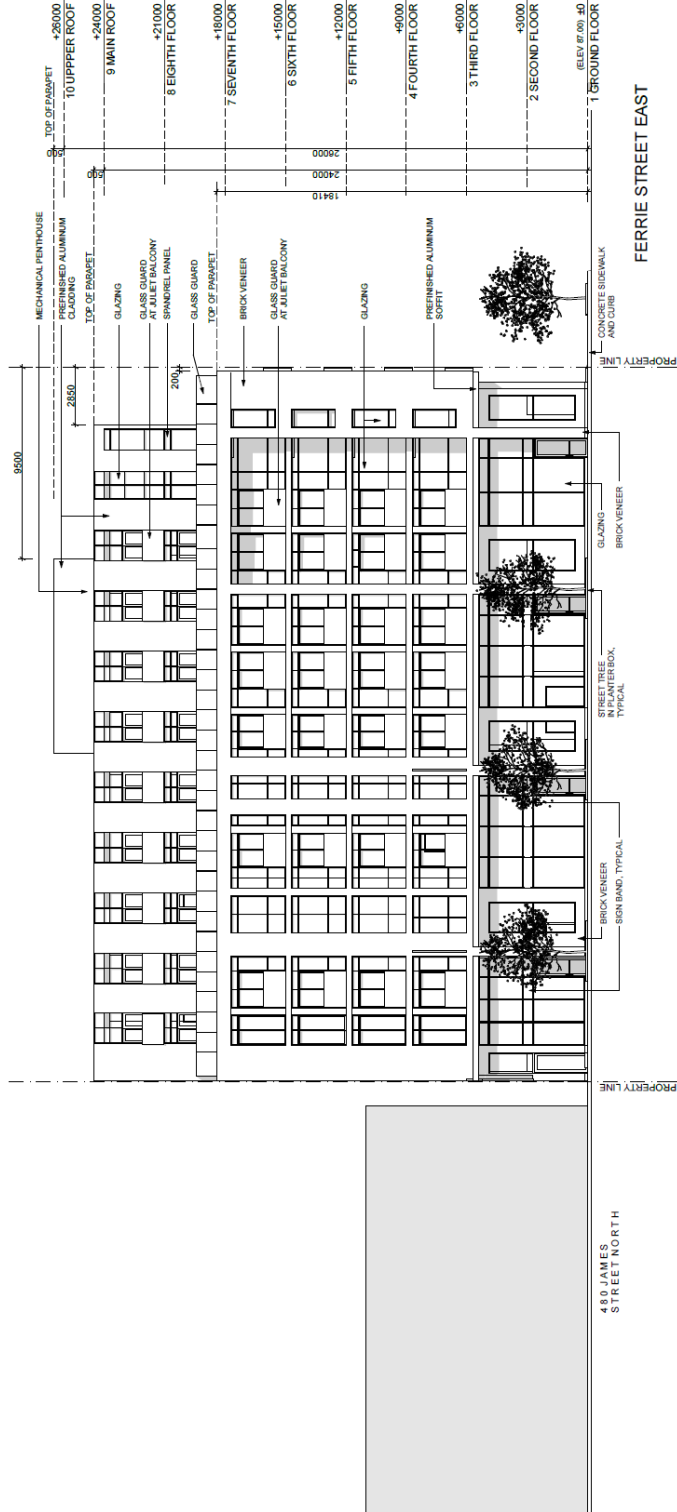 TOP OF PARAPET
+26000
10 UPPPER ROOF
+24000
9 MAIN ROOF
+21000
8 EIGHTH FLOOR
+18000
7 SEVENTH FLOOR
+15000
6 SIXTH FLOOR
+12000
5 FIFTH FLOOR
+9000
4 FOURTH FLOOR
+6000
3 THIRD FLOOR
+3000
2 SECOND FLOOR
(ELEV 87.00) ±0
1 GROUND FLOOR
500
26000
500
24000
18410
MECHANICAL PENTHOUSE
PREFINISHED ALUMINUM
CLADDING
TOP OF PARAPET
GLAZING
GLASS GUARD
AT JULIET BALCONY
SPANDREL PANEL
GLASS GUARD
TOP OF PARAPET
BRICK VENEER
GLASS GUARD
AT JULIET BALCONY
GLAZING
PREFINISHED ALUMINUM
SOFFIT
9500
2850
200
PROPERTY LINE
CONCRETE SIDEWALK
AND CURB
FERRIE STREET EAST
GLAZING
BRICK VENEER
STREET TREE
IN PLANTER BOX,
TYPICAL
BRICK VENEER
SIGN BAND, TYPICAL
PROPERTY LINE
480 JAMES
STREET NORTH